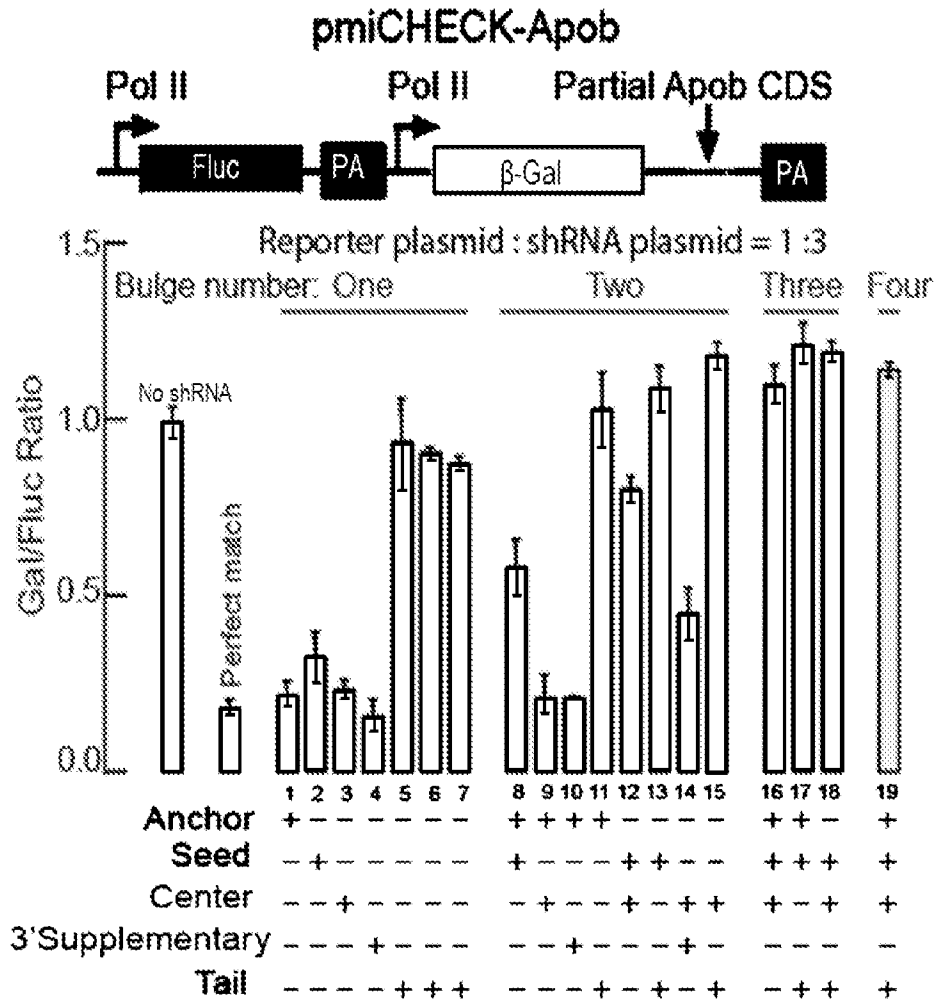 pmiCHECK-Apob
Pol II Pol II Partial Apob CDS
Fluc PA β-Gal PA
Reporter plasmid : shRNA plasmid = 1 :3
Bulge number: One Two Three Four
Gal/Fluc Ratio
1.5
1.0
0.5
0.0
No shRNA
Perfect match
1 2 3 4 5 6 7 8 9 10 11 12 13 14 15 16 17 18 19
Anchor + – – – – – – + + + + – – – – + + – +
Seed – + – – – – – + – – – + + – – + + + +
Center – – + – – – – – + – – + – + + + – + +
3'Supplementary – – – + – – – – – + – – – + – – – – –
Tail – – – – + + + – – – + – + – + – + + +